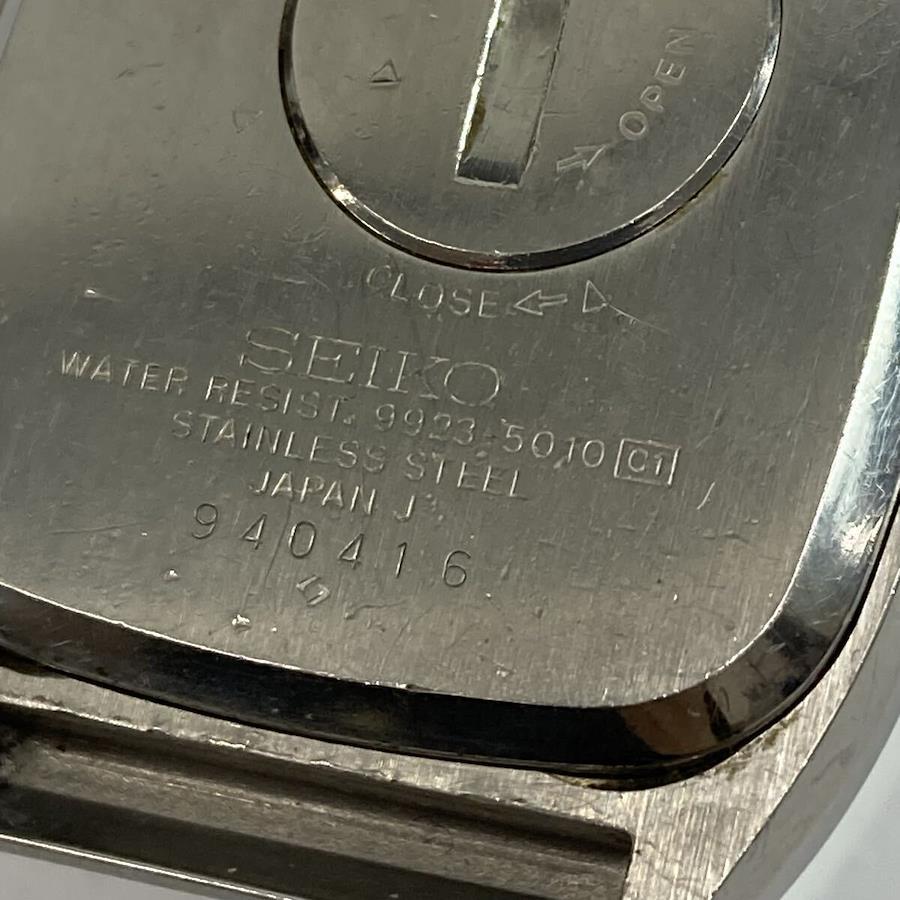 OPEN
CLOSE
SEIKO
WATER RESIST. 9923-5010 C1
STAINLESS STEEL
JAPAN J
940416